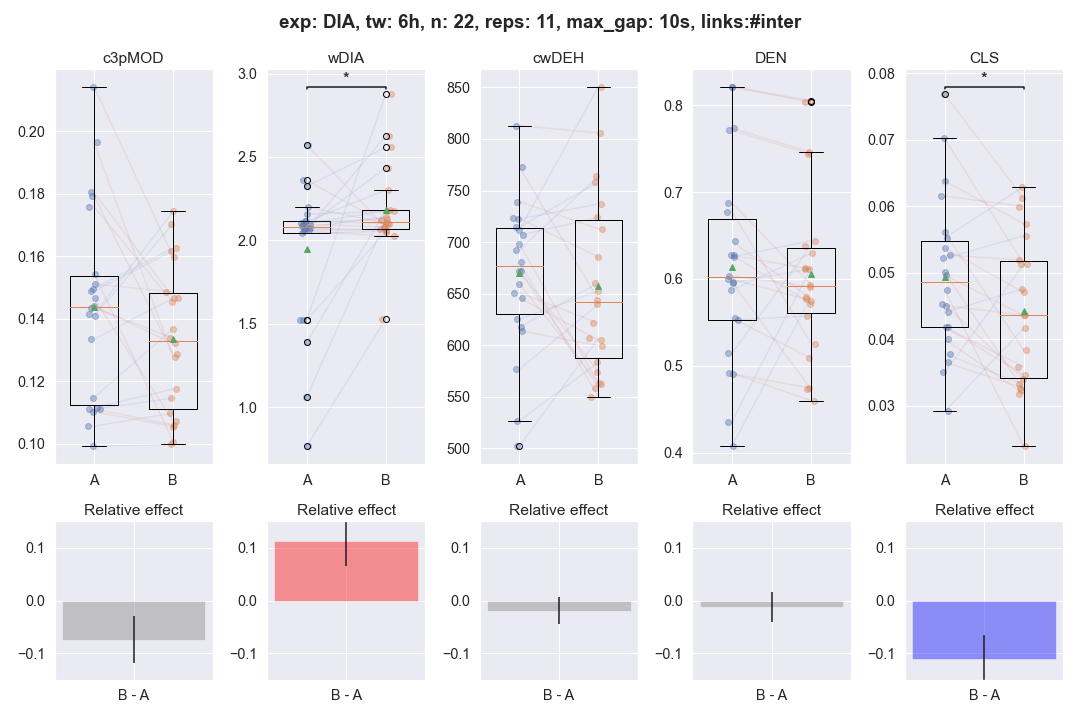 exp: DIA, tw: 6h, n: 22, reps: 11, max_gap: 10s, links:#inter
c3pMOD wDIA cwDEH DEN CLS
* *
0.20
0.18
0.16
0.14
0.12
0.10
A B
3.0
2.5
2.0
1.5
1.0
A B
850
800
750
700
650
600
550
500
A B
0.8
0.7
0.6
0.5
0.4
A B
0.08
0.07
0.06
0.05
0.04
0.03
A B
Relative effect
0.1
0.0
−0.1
B - A
Relative effect
0.1
0.0
−0.1
B - A
Relative effect
0.1
0.0
−0.1
B - A
Relative effect
0.1
0.0
−0.1
B - A
Relative effect
0.1
0.0
−0.1
B - A